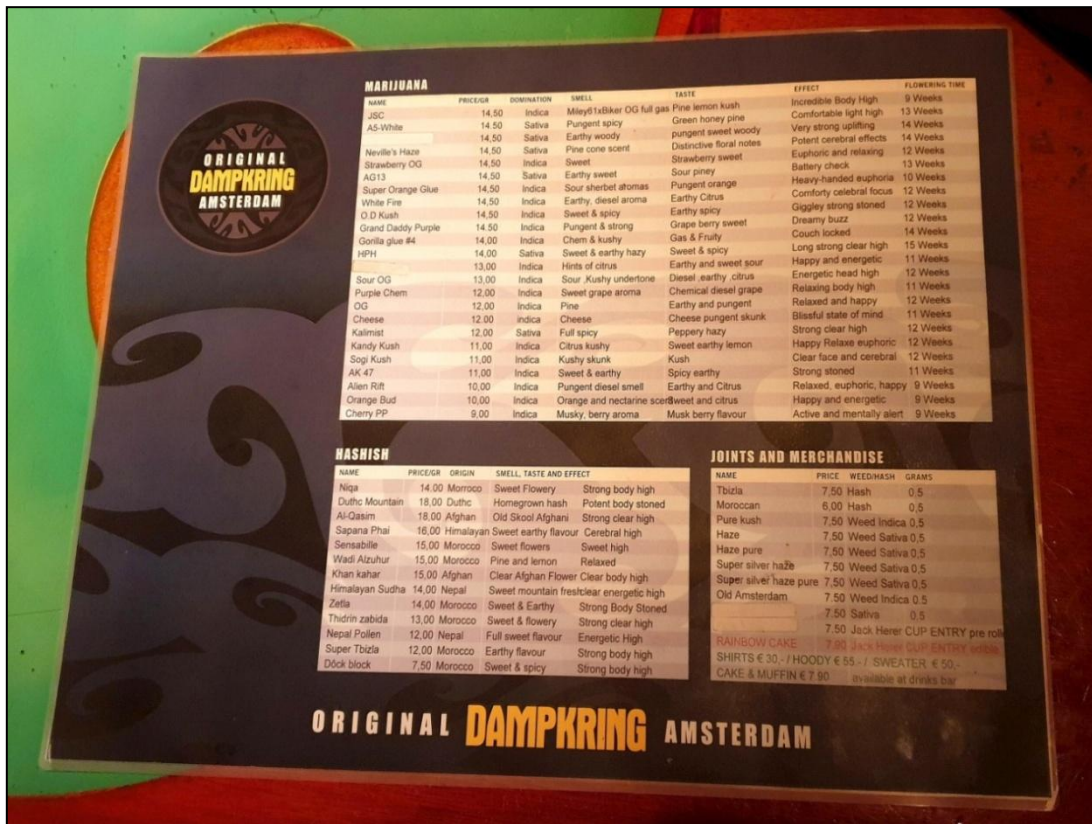 MARIJUANA
NAME PRICE/GR DOMINATION SMELL TASTE EFFECT FLOWERING TIME
JSC 14,50 Indica Miley61xBiker OG full gas Pine lemon kush Incredible Body High 9 Weeks
A5-White 14.50 Sativa Pungent spicy Green honey pine Comfortable light high 13 Weeks
14,50 Sativa Earthy woody pungent sweet woody Very strong uplifting 14 Weeks
Neville's Haze 14,50 Sativa Pine cone scent Distinctive floral notes Potent cerebral effects 14 Weeks
Strawberry OG 14,50 Indica Sweet Strawberry sweet Euphoric and relaxing 12 Weeks
AG13 14,50 Sativa Earthy sweet Sour piney Battery check 13 Weeks
Super Orange Glue 14,50 Indica Sour sherbet atomas Pungent orange Heavy-handed euphoria 10 Weeks
White Fire 14,50 Indica Earthy, diesel aroma Earthy Citrus Comforty celebral focus 12 Weeks
O.D Kush 14,50 Indica Sweet & spicy Earthy spicy Giggley strong stoned 12 Weeks
Grand Daddy Purple 14.50 Indica Pungent & strong Grape berry sweet Dreamy buzz 12 Weeks
Gorilla glue #4 14,00 Indica Chem & kushy Gas & Fruity Couch locked 14 Weeks
HPH 14,00 Sativa Sweet & earthy hazy Sweet & spicy Long strong clear high 15 Weeks
13,00 Indica Hints of citrus Earthy and sweet sour Happy and energetic 11 Weeks
Sour OG 13,00 Indica Sour ,Kushy undertone Diesel ,earthy ,citrus Energetic head high 12 Weeks
Purple Chem 12,00 Indica Sweet grape aroma Chemical diesel grape Relaxing body high 11 Weeks
OG 12,00 Indica Pine Earthy and pungent Relaxed and happy 12 Weeks
Cheese 12.00 indica Cheese Cheese pungent skunk Blissful state of mind 11 Weeks
Kalimist 12.00 Sativa Full spicy Peppery hazy Strong clear high 12 Weeks
Kandy Kush 11,00 Indica Citrus kushy Sweet earthy lemon Happy Relaxe euphoric 12 Weeks
Sogi Kush 11,00 Indica Kushy skunk Kush Clear face and cerebral 12 Weeks
AK 47 11,00 Indica Sweet & earthy Spicy earthy Strong stoned 11 Weeks
Alien Rift 10,00 Indica Pungent diesel smell Earthy and Citrus Relaxed, euphoric, happy 9 Weeks
Orange Bud 10,00 Indica Orange and nectarine scent Sweet and citrus Happy and energetic 9 Weeks
Cherry PP 9,00 Indica Musky, berry aroma Musk berry flavour Active and mentally alert 9 Weeks
ORIGINAL
DAMPKRING
AMSTERDAM
HASHISH
NAME PRICE/GR ORIGIN SMELL, TASTE AND EFFECT
Niqa 14.00 Morroco Sweet Flowery Strong body high
Duthc Mountain 18,00 Duthc Homegrown hash Potent body stoned
Al-Qasim 18,00 Afghan Old Skool Afghani Strong clear high
Sapana Phai 16,00 Himalayan Sweet earthy flavour Cerebral high
Sensabille 15,00 Morocco Sweet flowers Sweet high
Wadi Alzuhur 15,00 Morocco Pine and lemon Relaxed
Khan kahar 15,00 Afghan Clear Afghan Flower Clear body high
Himalayan Sudha 14,00 Nepal Sweet mountain fresh clear energetic high
Zetla 14,00 Morocco Sweet & Earthy Strong Body Stoned
Thidrin zabida 13,00 Morocco Sweet & flowery Strong clear high
Nepal Pollen 12,00 Nepal Full sweet flavour Energetic High
Super Tbizla 12,00 Morocco Earthy flavour Strong body high
Döck block 7,50 Morocco Sweet & spicy Strong body high
JOINTS AND MERCHANDISE
NAME PRICE WEED/HASH GRAMS
Tbizla 7,50 Hash 0,5
Moroccan 6,00 Hash 0,5
Pure kush 7,50 Weed Indica 0,5
Haze 7,50 Weed Sativa 0,5
Haze pure 7,50 Weed Sativa 0,5
Super silver haze 7,50 Weed Sativa 0,5
Super silver haze pure 7,50 Weed Sativa 0,5
Old Amsterdam 7.50 Weed Indica 0.5
7.50 Sativa 0,5
7.50 Jack Herer CUP ENTRY pre roll
RAINBOW CAKE 7.90 Jack Herer CUP ENTRY edible
SHIRTS € 30,- / HOODY € 55.- / SWEATER € 50,-
CAKE & MUFFIN € 7.90 available at drinks bar
ORIGINAL DAMPKRING AMSTERDAM